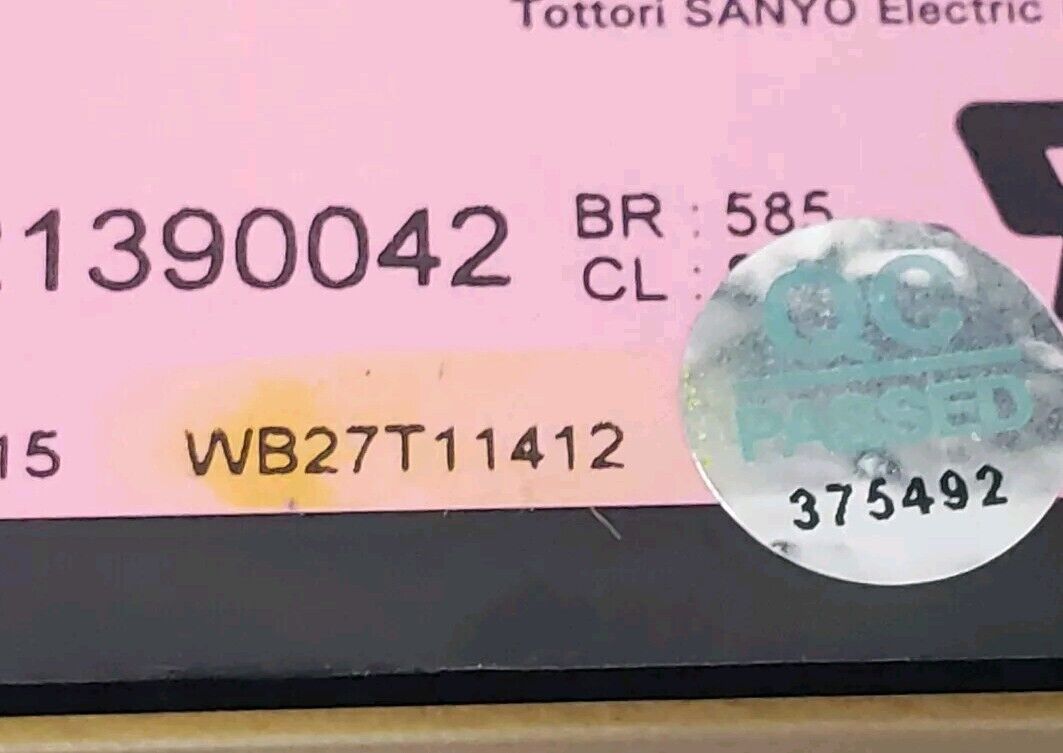 Tottori SANYO Electric
1390042
BR : 585
CL :
15 WB27T11412
QC
PASSED
375492